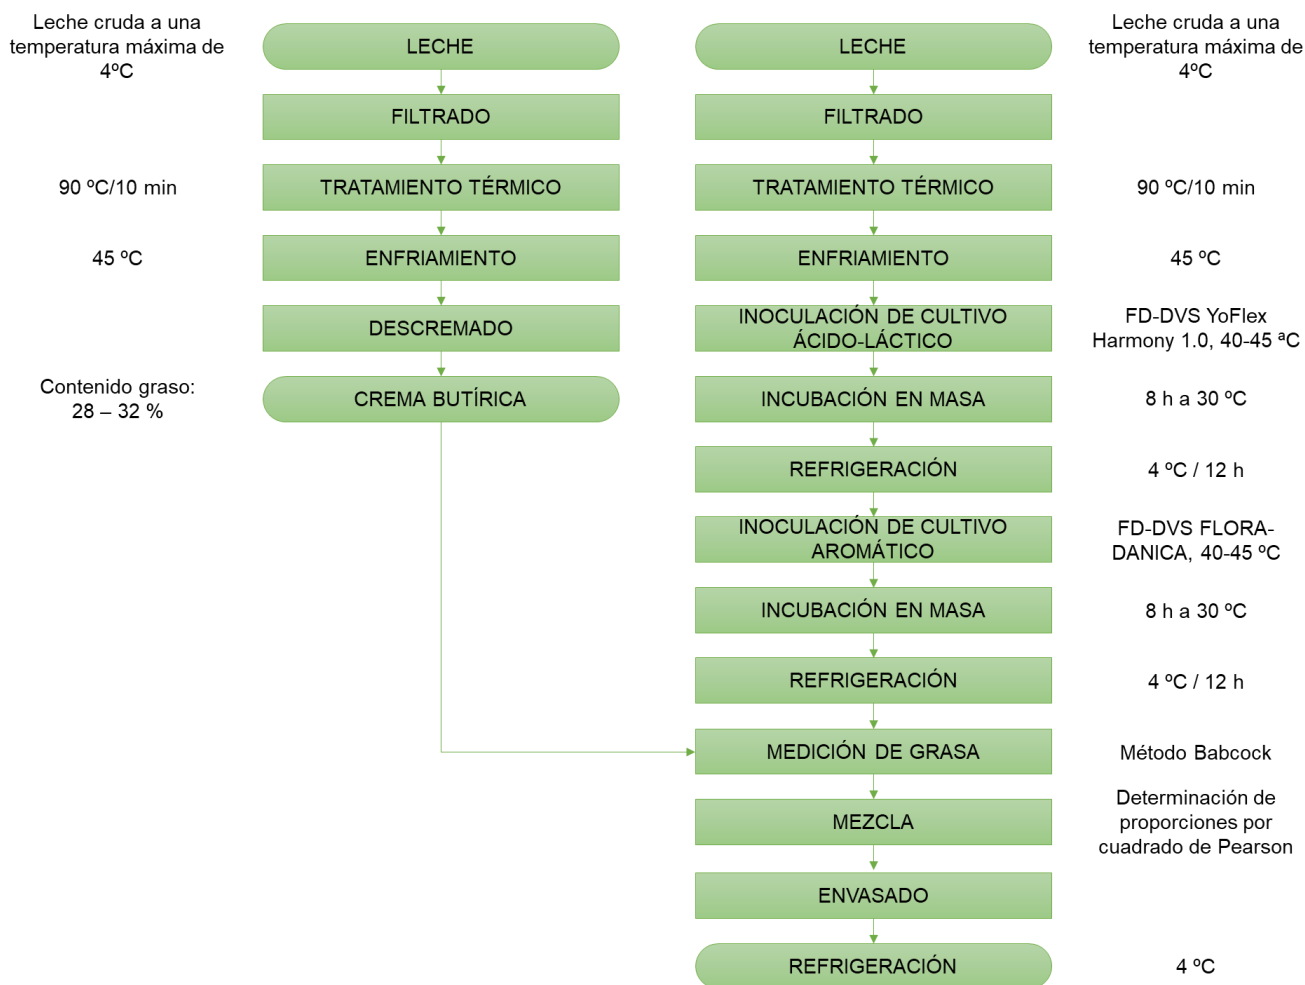 Leche cruda a una
temperatura máxima de
4ºC
LECHE
FILTRADO
90 ºC/10 min
TRATAMIENTO TÉRMICO
45 ºC
ENFRIAMIENTO
DESCREMADO
Contenido graso:
28 – 32 %
CREMA BUTÍRICA
LECHE
Leche cruda a una
temperatura máxima de
4ºC
FILTRADO
TRATAMIENTO TÉRMICO
90 ºC/10 min
ENFRIAMIENTO
45 ºC
INOCULACIÓN DE CULTIVO
ÁCIDO-LÁCTICO
FD-DVS YoFlex
Harmony 1.0, 40-45 ªC
INCUBACIÓN EN MASA
8 h a 30 ºC
REFRIGERACIÓN
4 ºC / 12 h
INOCULACIÓN DE CULTIVO
AROMÁTICO
FD-DVS FLORA-
DANICA, 40-45 ºC
INCUBACIÓN EN MASA
8 h a 30 ºC
REFRIGERACIÓN
4 ºC / 12 h
MEDICIÓN DE GRASA
Método Babcock
MEZCLA
Determinación de
proporciones por
cuadrado de Pearson
ENVASADO
REFRIGERACIÓN
4 ºC